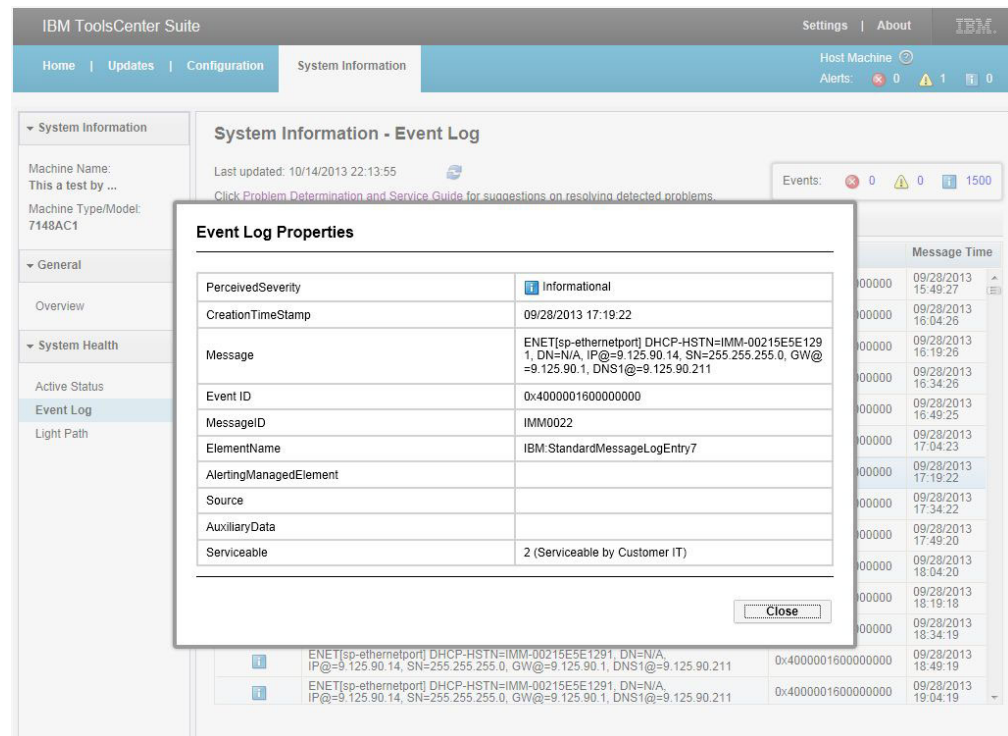 IBM ToolsCenter Suite
Settings | About
IBM.
Home | Updates | Configuration
System Information
Host Machine ?
Alerts: 0 1 0
System Information
Machine Name:
This a test by ...
Machine Type/Model:
7148AC1
General
Overview
System Health
Active Status
Event Log
Light Path
System Information - Event Log
Last updated: 10/14/2013 22:13:55
Click Problem Determination and Service Guide for suggestions on resolving detected problems.
Events: 0 0 1500
Event Log Properties
PerceivedSeverity
Informational
CreationTimeStamp
09/28/2013 17:19:22
Message
ENET[sp-ethernetport] DHCP-HSTN=IMM-00215E5E129
1, DN=N/A, IP@=9.125.90.14, SN=255.255.255.0, GW@
=9.125.90.1, DNS1@=9.125.90.211
Event ID
0x4000001600000000
MessageID
IMM0022
ElementName
IBM:StandardMessageLogEntry7
AlertingManagedElement
Source
AuxiliaryData
Serviceable
2 (Serviceable by Customer IT)
Close
Message Time
00000
09/28/2013
15:49:27
00000
09/28/2013
16:04:26
00000
09/28/2013
16:19:26
00000
09/28/2013
16:34:26
00000
09/28/2013
16:49:25
00000
09/28/2013
17:04:23
00000
09/28/2013
17:19:22
00000
09/28/2013
17:34:22
00000
09/28/2013
17:49:20
00000
09/28/2013
18:04:20
00000
09/28/2013
18:19:18
00000
09/28/2013
18:34:19
ENET[sp-ethernetport] DHCP-HSTN=IMM-00215E5E1291, DN=N/A,
IP@=9.125.90.14, SN=255.255.255.0, GW@=9.125.90.1, DNS1@=9.125.90.211
0x4000001600000000
09/28/2013
18:49:19
ENET[sp-ethernetport] DHCP-HSTN=IMM-00215E5E1291, DN=N/A,
IP@=9.125.90.14, SN=255.255.255.0, GW@=9.125.90.1, DNS1@=9.125.90.211
0x4000001600000000
09/28/2013
19:04:19